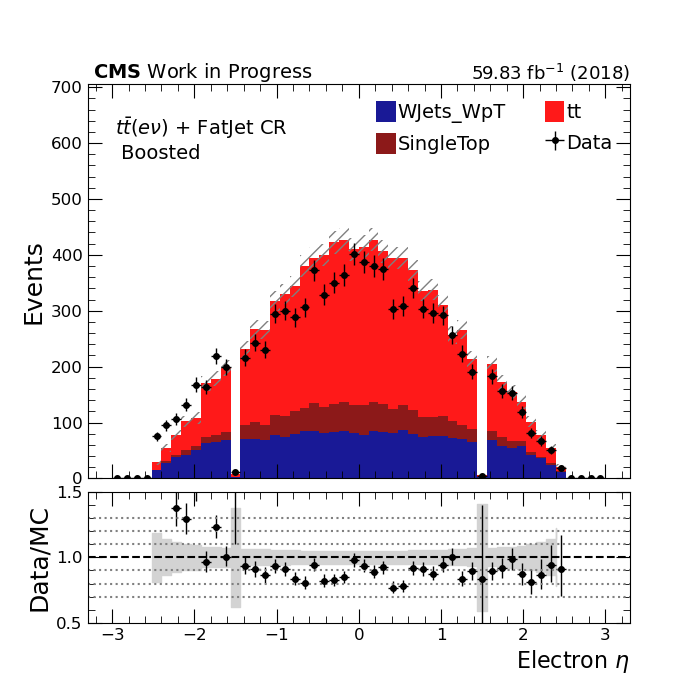 CMS Work in Progress 59.83 fb⁻¹ (2018)
tt̄(eν) + FatJet CR
Boosted
WJets_WpT tt
SingleTop Data
Events
700
600
500
400
300
200
100
0
Data/MC
1.5
1.0
0.5
−3 −2 −1 0 1 2 3
Electron η